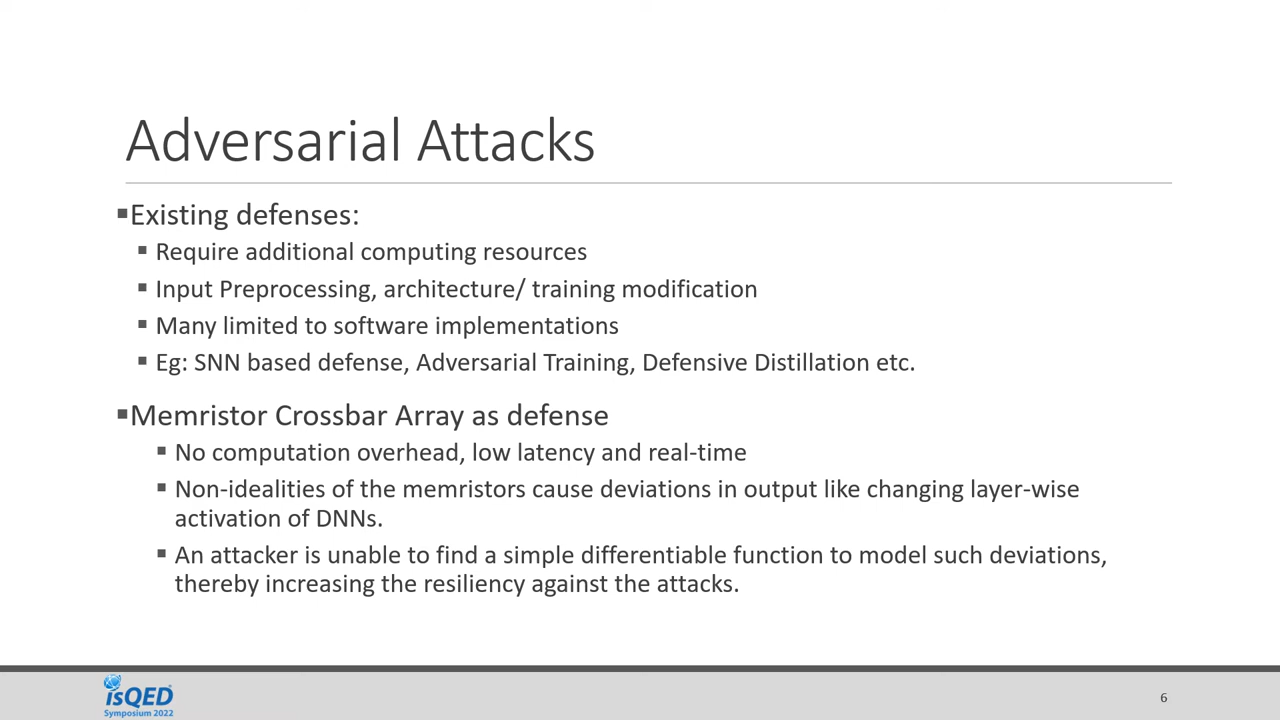 Adversarial Attacks
▪Existing defenses:
▪ Require additional computing resources
▪ Input Preprocessing, architecture/ training modification
▪ Many limited to software implementations
▪ Eg: SNN based defense, Adversarial Training, Defensive Distillation etc.
▪Memristor Crossbar Array as defense
▪ No computation overhead, low latency and real-time
▪ Non-idealities of the memristors cause deviations in output like changing layer-wise
activation of DNNs.
▪ An attacker is unable to find a simple differentiable function to model such deviations,
thereby increasing the resiliency against the attacks.
isQED
Symposium 2022
6